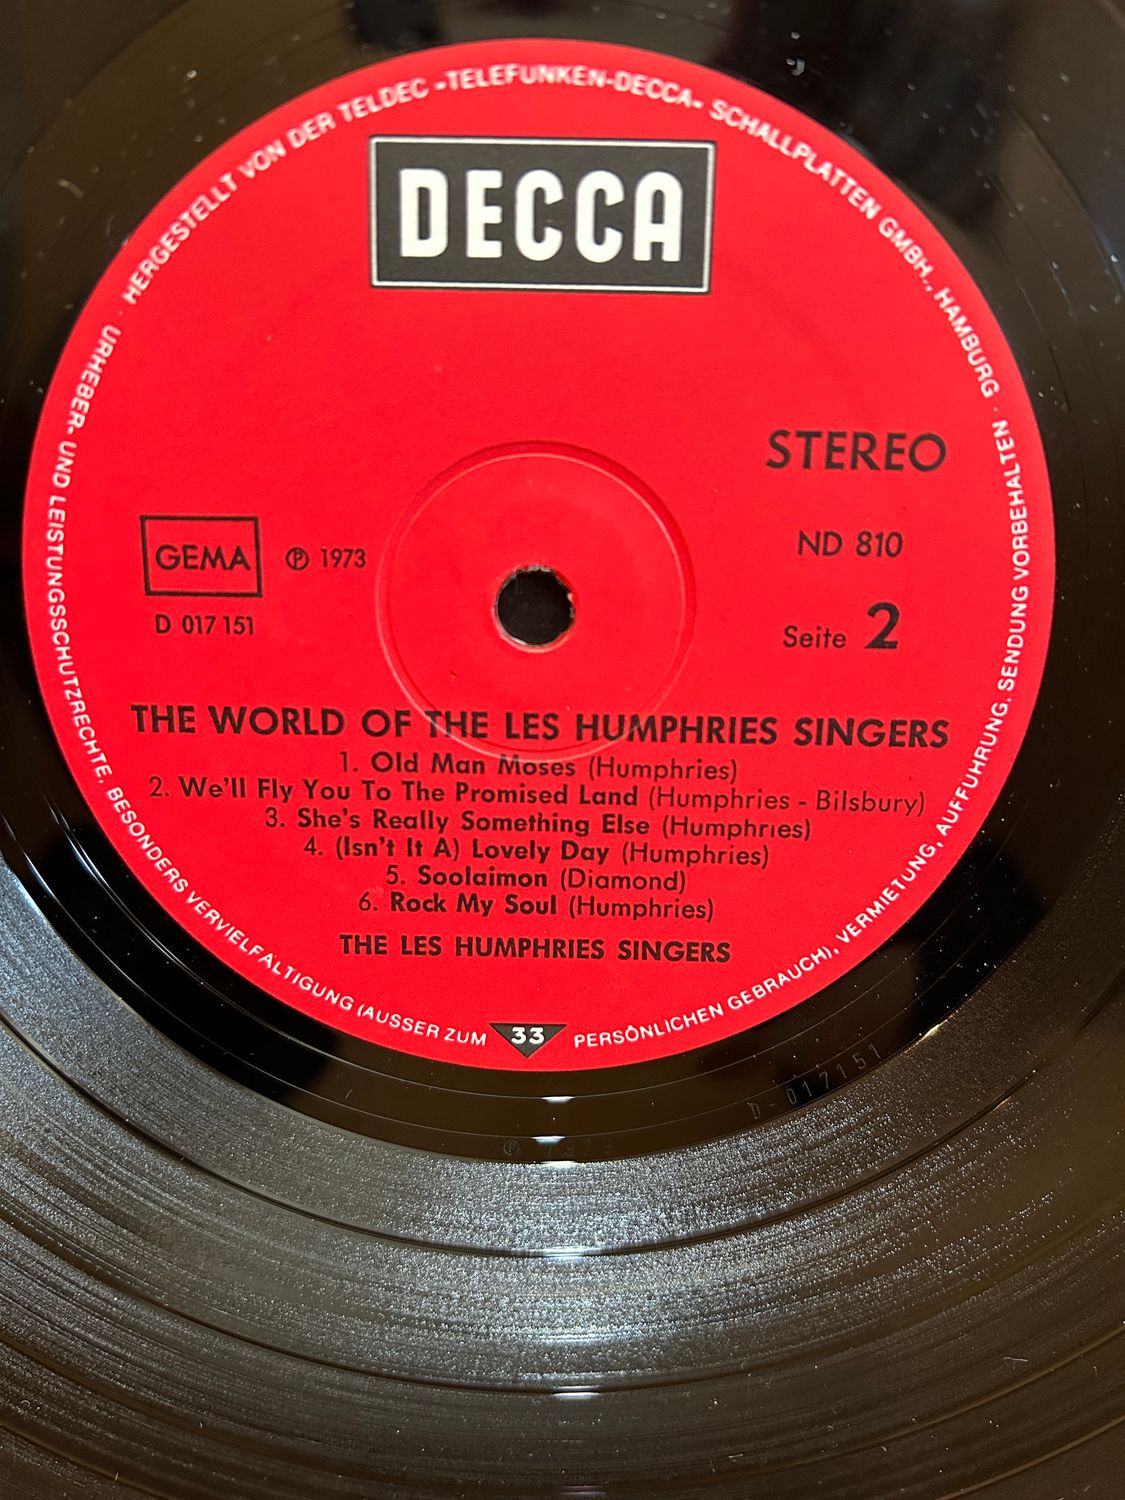 HERGESTELLT VON DER TELDEC »TELEFUNKEN-DECCA« SCHALLPLATTEN GMBH., HAMBURG ·
DECCA
STEREO
GEMA
℗ 1973
ND 810
D 017 151
Seite 2
THE WORLD OF THE LES HUMPHRIES SINGERS
1. Old Man Moses (Humphries)
2. We'll Fly You To The Promised Land (Humphries - Bilsbury)
3. She's Really Something Else (Humphries)
4. (Isn't It A) Lovely Day (Humphries)
5. Soolaimon (Diamond)
6. Rock My Soul (Humphries)
THE LES HUMPHRIES SINGERS
URHEBER- UND LEISTUNGSSCHUTZRECHTE, BESONDERS VERVIELFÄLTIGUNG (AUSSER ZUM PERSÖNLICHEN GEBRAUCH), VERMIETUNG, AUFFÜHRUNG, SENDUNG VORBEHALTEN ·
33
D 017151
℗ 1973